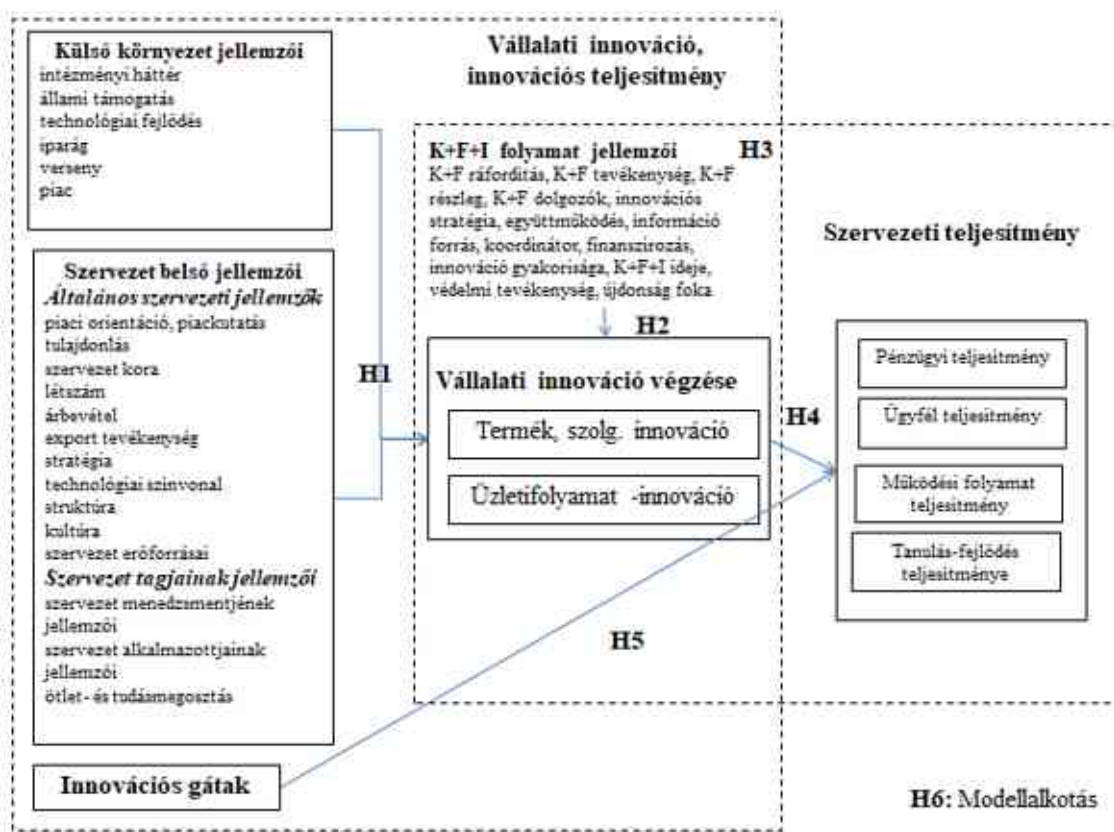 Külső környezet jellemzői
intézményi háttér
állami támogatás
technológiai fejlődés
iparág
verseny
piac
Szervezet belső jellemzői
Általános szervezeti jellemzők
piaci orientáció, piackutatás
tulajdonlás
szervezet kora
létszám
árbevétel
export tevékenység
stratégia
technológiai színvonal
struktúra
kultúra
szervezet erőforrásai
Szervezet tagjainak jellemzői
szervezet menedzsmentjének
jellemzői
szervezet alkalmazottjainak
jellemzői
ötlet- és tudásmegosztás
Innovációs gátak
H1
Vállalati innováció,
innovációs teljesítmény
K+F+I folyamat jellemzői
H3
K+F ráfordítás, K+F tevékenység, K+F
részleg, K+F dolgozók, innovációs
stratégia, együttműködés, információ
forrás, koordinátor, finanszírozás,
innováció gyakorisága, K+F+I ideje,
védelmi tevékenység, újdonság foka
H2
Vállalati innováció végzése
Termék, szolg. innováció
Üzletifolyamat -innováció
H4
H5
Szervezeti teljesítmény
Pénzügyi teljesítmény
Ügyfél teljesítmény
Működési folyamat
teljesítmény
Tanulás-fejlődés
teljesítménye
H6: Modellalkotás